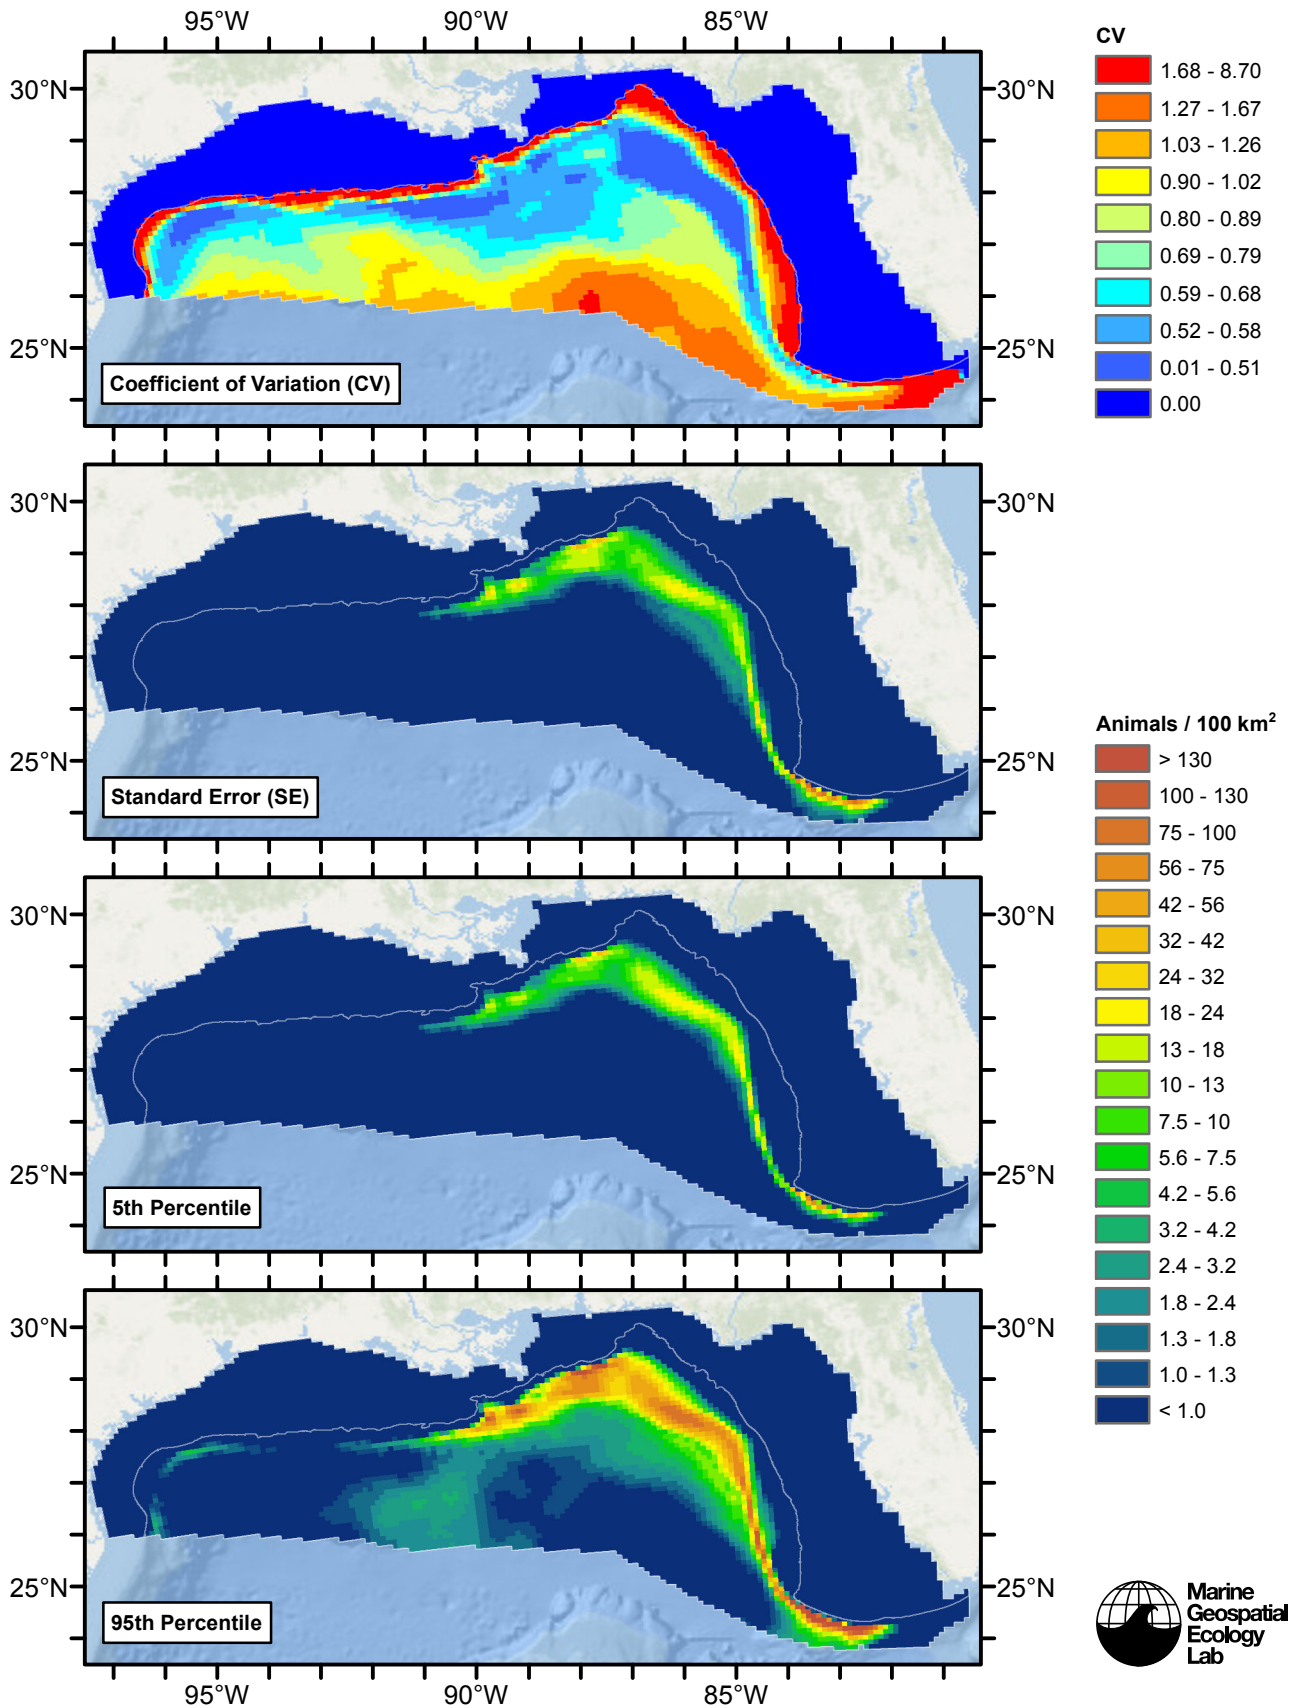 95°W 90°W 85°W
30°N 30°N
25°N 25°N
Coefficient of Variation (CV)
CV
1.68 - 8.70
1.27 - 1.67
1.03 - 1.26
0.90 - 1.02
0.80 - 0.89
0.69 - 0.79
0.59 - 0.68
0.52 - 0.58
0.01 - 0.51
0.00
30°N 30°N
25°N 25°N
Standard Error (SE)
30°N 30°N
25°N 25°N
5th Percentile
30°N 30°N
25°N 25°N
95th Percentile
95°W 90°W 85°W
Animals / 100 km²
> 130
100 - 130
75 - 100
56 - 75
42 - 56
32 - 42
24 - 32
18 - 24
13 - 18
10 - 13
7.5 - 10
5.6 - 7.5
4.2 - 5.6
3.2 - 4.2
2.4 - 3.2
1.8 - 2.4
1.3 - 1.8
1.0 - 1.3
< 1.0
Marine
Geospatial
Ecology
Lab